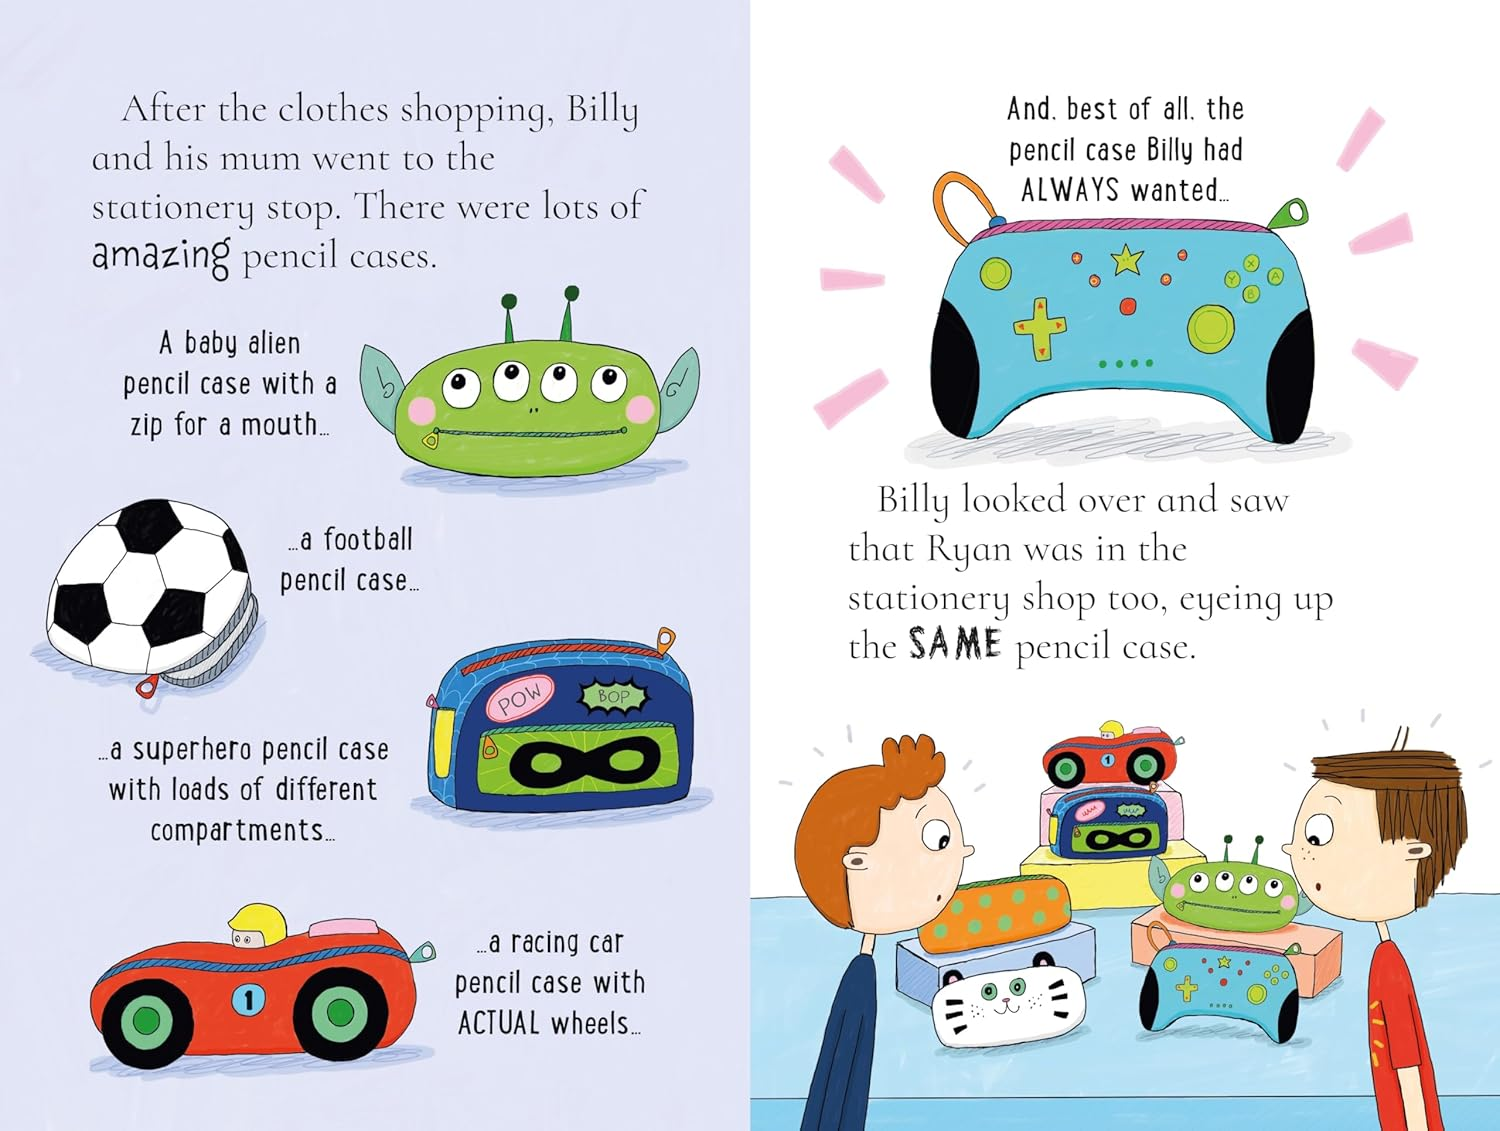 After the clothes shopping, Billy
and his mum went to the
stationery stop. There were lots of
amazing pencil cases.
A baby alien
pencil case with a
zip for a mouth...
...a football
pencil case...
POW
BOP
...a superhero pencil case
with loads of different
compartments...
1
...a racing car
pencil case with
ACTUAL wheels...
And, best of all, the
pencil case Billy had
ALWAYS wanted...
X
Y A
B
Billy looked over and saw
that Ryan was in the
stationery shop too, eyeing up
the SAME pencil case.
1